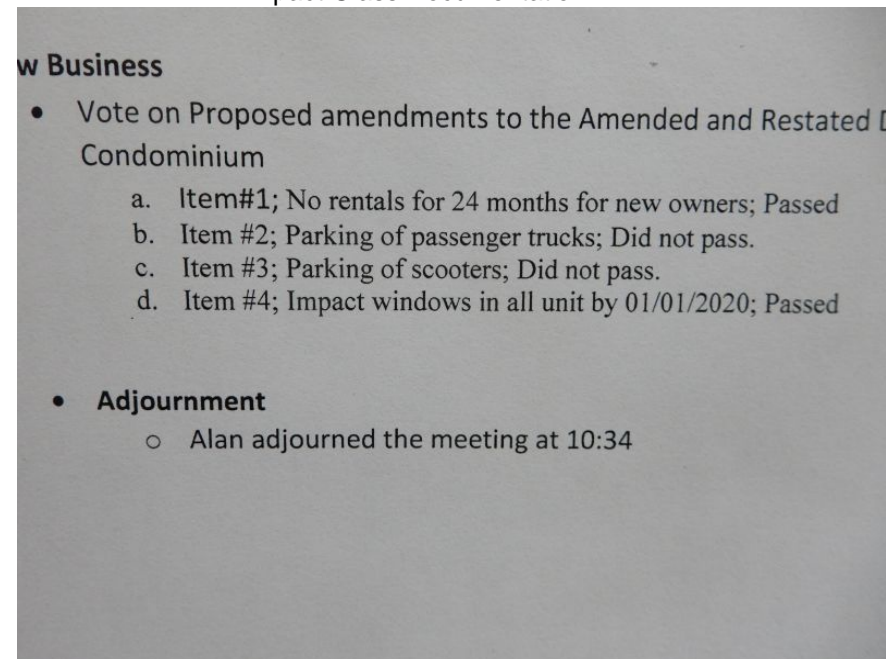 w Business
• Vote on Proposed amendments to the Amended and Restated
Condominium
a. Item#1; No rentals for 24 months for new owners; Passed
b. Item #2; Parking of passenger trucks; Did not pass.
c. Item #3; Parking of scooters; Did not pass.
d. Item #4; Impact windows in all unit by 01/01/2020; Passed
• Adjournment
o Alan adjourned the meeting at 10:34